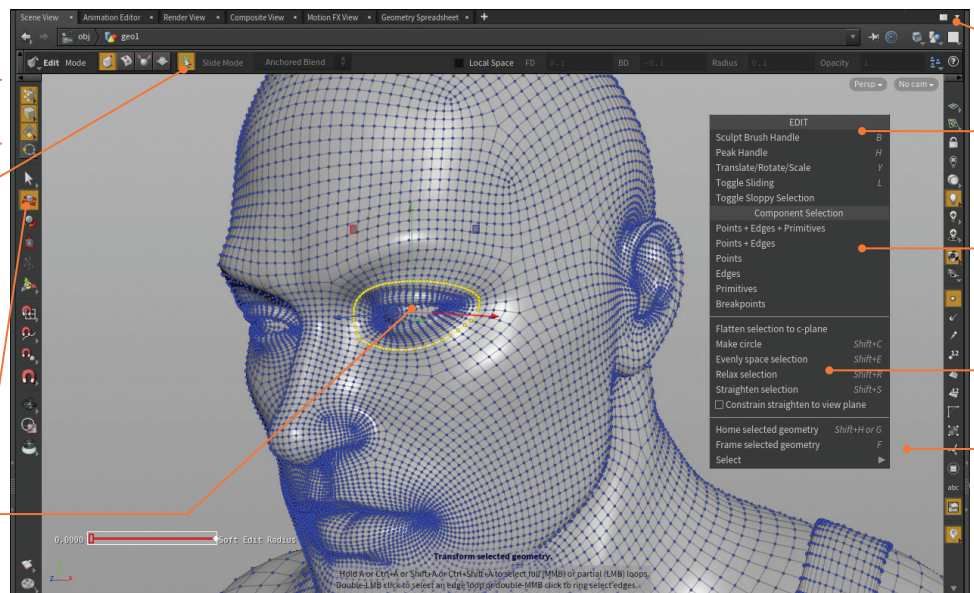 Scene View × Animation Editor × Render View × Composite View × Motion FX View × Geometry Spreadsheet × +
obj geo1
Edit Mode Slide Mode Anchored Blend Local Space FD 0.1 BD -0.1 Radius 0.1 Opacity 1
Persp No cam
EDIT
Sculpt Brush Handle B
Peak Handle H
Translate/Rotate/Scale Y
Toggle Sliding L
Toggle Sloppy Selection
Component Selection
Points + Edges + Primitives
Points + Edges
Points
Edges
Primitives
Breakpoints
Flatten selection to c-plane
Make circle Shift+C
Evenly space selection Shift+E
Relax selection Shift+R
Straighten selection Shift+S
Constrain straighten to view plane
Home selected geometry Shift+H or G
Frame selected geometry F
Select
12
42
abc
0.0000 Soft Edit Radius
Transform selected geometry.
Hold A or Ctrl+A or Shift+A or Ctrl+Shift+A to select full (MMB) or partial (LMB) loops.
Double-LMB click to select an edge loop or double-MMB click to ring select edges.
z x